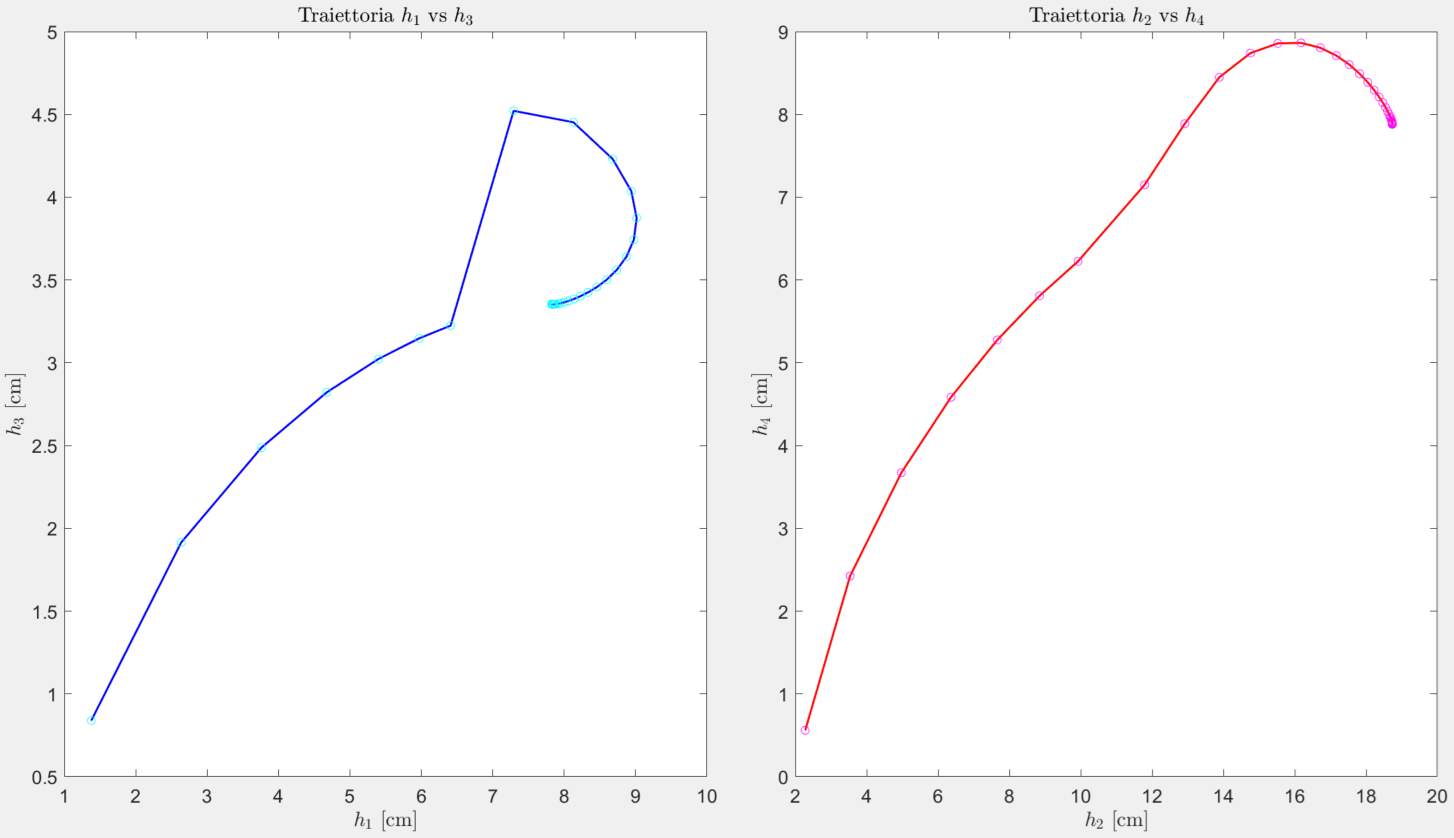 Traiettoria h₁ vs h₃
5
4.5
4
3.5
3
2.5
2
1.5
1
0.5
h₃ [cm]
1 2 3 4 5 6 7 8 9 10
h₁ [cm]
Traiettoria h₂ vs h₄
9
8
7
6
5
4
3
2
1
0
h₄ [cm]
2 4 6 8 10 12 14 16 18 20
h₂ [cm]